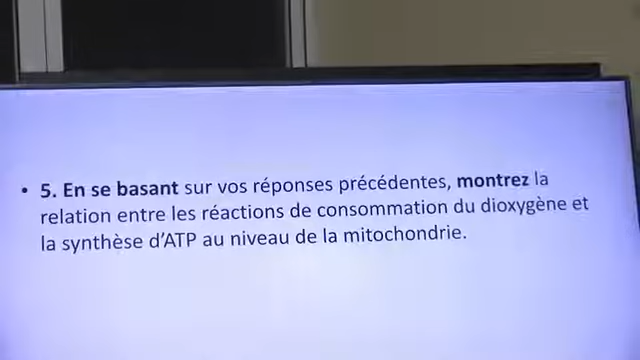 • 5. En se basant sur vos réponses précédentes, montrez la
relation entre les réactions de consommation du dioxygène et
la synthèse d’ATP au niveau de la mitochondrie.